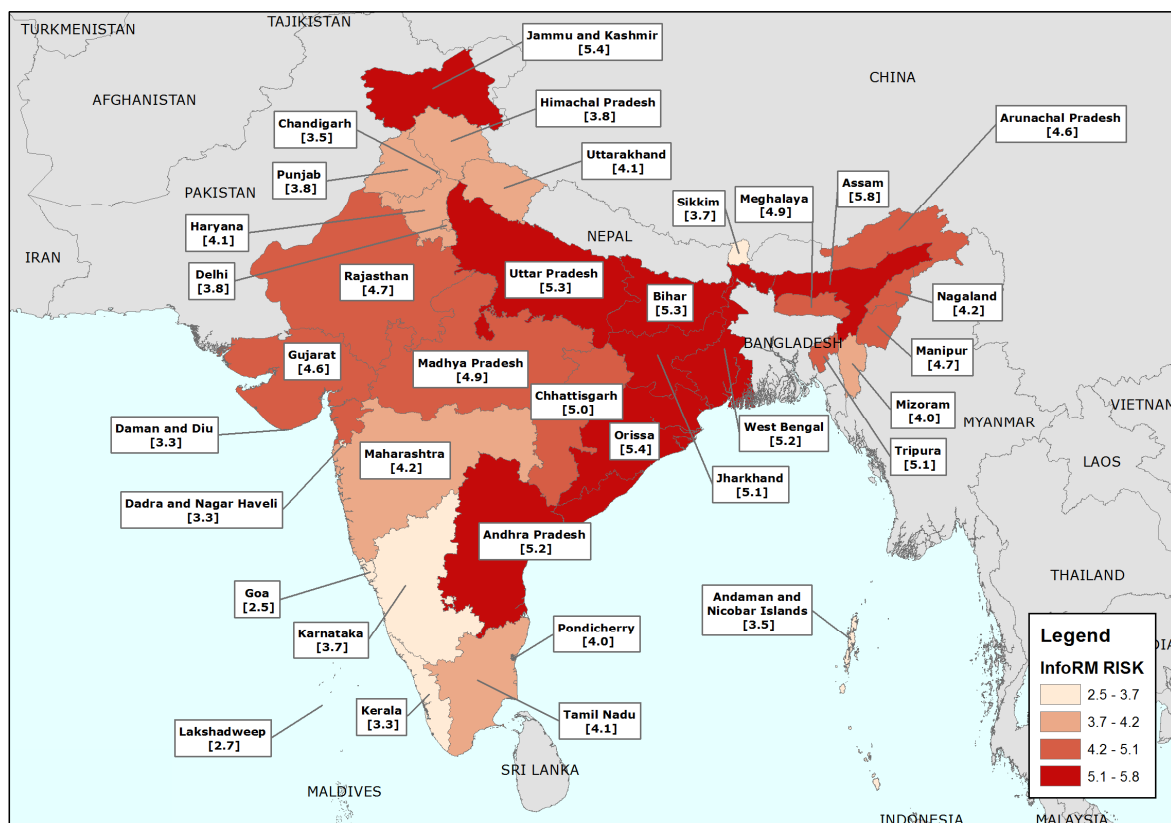 TURKMENISTAN
TAJIKISTAN
Jammu and Kashmir
[5.4]
CHINA
AFGHANISTAN
Himachal Pradesh
[3.8]
Arunachal Pradesh
[4.6]
Chandigarh
[3.5]
Uttarakhand
[4.1]
Punjab
[3.8]
PAKISTAN
Assam
[5.8]
Meghalaya
[4.9]
Sikkim
[3.7]
Haryana
[4.1]
NEPAL
IRAN
Delhi
[3.8]
Rajasthan
[4.7]
Uttar Pradesh
[5.3]
Bihar
[5.3]
Nagaland
[4.2]
BANGLADESH
Gujarat
[4.6]
Madhya Pradesh
[4.9]
Manipur
[4.7]
Chhattisgarh
[5.0]
Mizoram
[4.0]
VIETNAM
MYANMAR
Daman and Diu
[3.3]
West Bengal
[5.2]
Orissa
[5.4]
Tripura
[5.1]
Maharashtra
[4.2]
LAOS
Jharkhand
[5.1]
Dadra and Nagar Haveli
[3.3]
Andhra Pradesh
[5.2]
THAILAND
Goa
[2.5]
Andaman and
Nicobar Islands
[3.5]
Karnataka
[3.7]
Pondicherry
[4.0]
Kerala
[3.3]
Tamil Nadu
[4.1]
Lakshadweep
[2.7]
SRI LANKA
MALDIVES
INDONESIA
MALAYSIA
Legend
InfoRM RISK
2.5 - 3.7
3.7 - 4.2
4.2 - 5.1
5.1 - 5.8